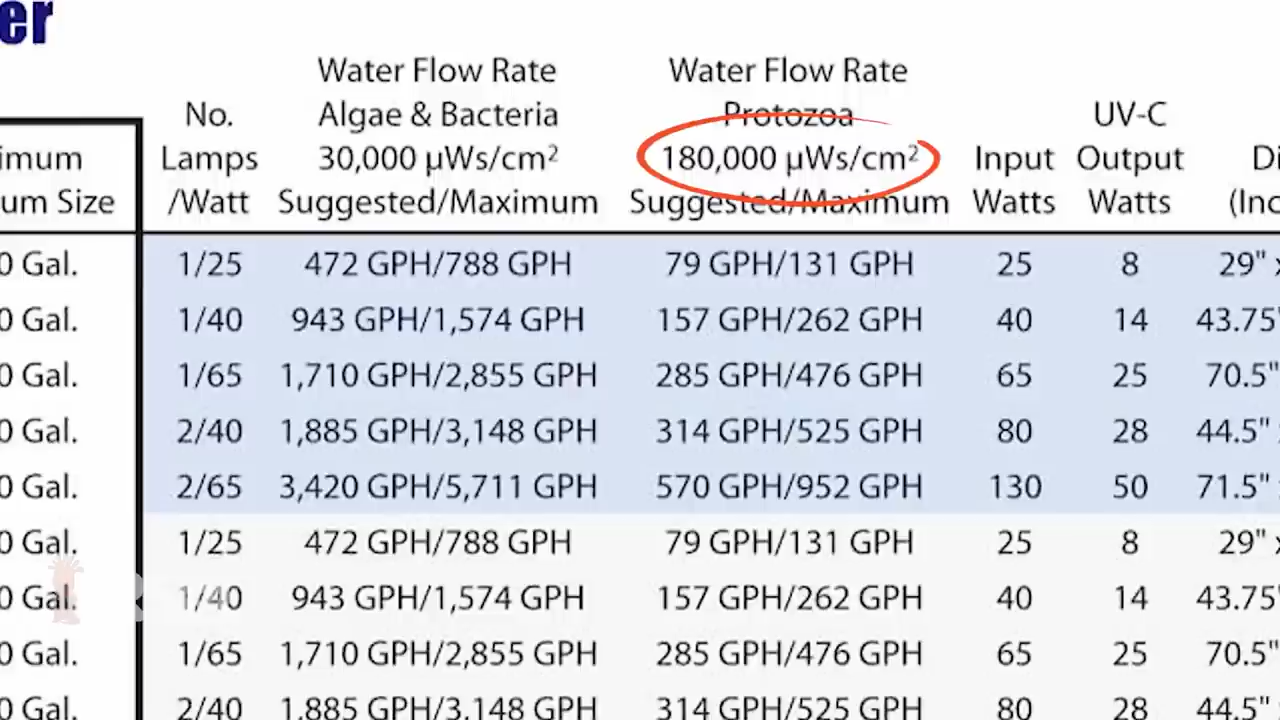 er
Water Flow Rate Water Flow Rate
No. Algae & Bacteria Protozoa UV-C
imum Lamps 30,000 µWs/cm² 180,000 µWs/cm² Input Output Di
um Size /Watt Suggested/Maximum Suggested/Maximum Watts Watts (Inc
0 Gal. 1/25 472 GPH/788 GPH 79 GPH/131 GPH 25 8 29" x
0 Gal. 1/40 943 GPH/1,574 GPH 157 GPH/262 GPH 40 14 43.75"
0 Gal. 1/65 1,710 GPH/2,855 GPH 285 GPH/476 GPH 65 25 70.5"
0 Gal. 2/40 1,885 GPH/3,148 GPH 314 GPH/525 GPH 80 28 44.5"
0 Gal. 2/65 3,420 GPH/5,711 GPH 570 GPH/952 GPH 130 50 71.5"
0 Gal. 1/25 472 GPH/788 GPH 79 GPH/131 GPH 25 8 29" x
0 Gal. 1/40 943 GPH/1,574 GPH 157 GPH/262 GPH 40 14 43.75"
0 Gal. 1/65 1,710 GPH/2,855 GPH 285 GPH/476 GPH 65 25 70.5"
0 Gal. 2/40 1,885 GPH/3,148 GPH 314 GPH/525 GPH 80 28 44.5"